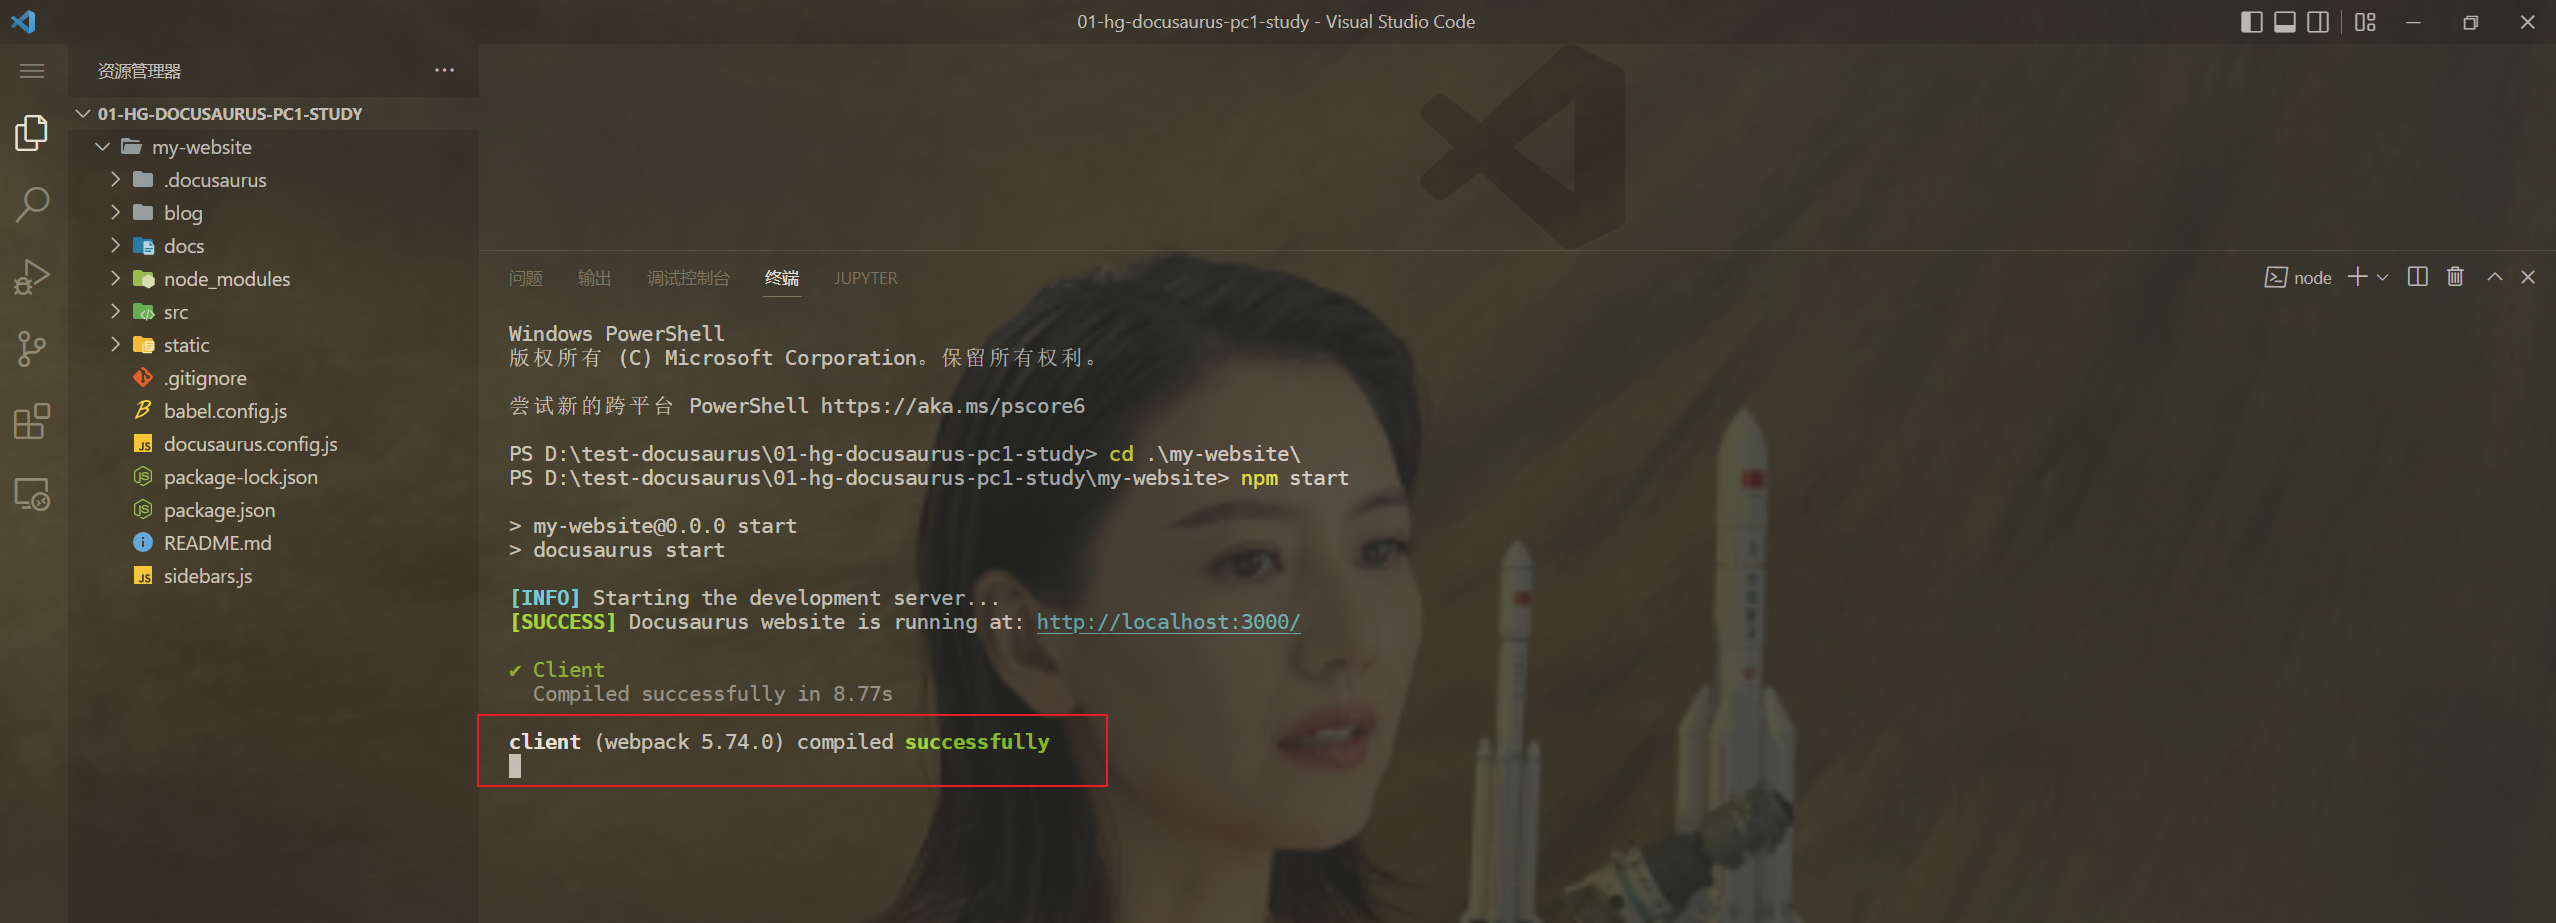 01-hg-docusaurus-pc1-study - Visual Studio Code
资源管理器
01-HG-DOCUSAURUS-PC1-STUDY
my-website
.docusaurus
blog
docs
node_modules
src
static
.gitignore
babel.config.js
docusaurus.config.js
package-lock.json
package.json
README.md
sidebars.js
问题 输出 调试控制台 终端 JUPYTER
node
Windows PowerShell
版权所有 (C) Microsoft Corporation。保留所有权利。
尝试新的跨平台 PowerShell https://aka.ms/pscore6
PS D:\test-docusaurus\01-hg-docusaurus-pc1-study> cd .\my-website\
PS D:\test-docusaurus\01-hg-docusaurus-pc1-study\my-website> npm start
> my-website@0.0.0 start
> docusaurus start
[INFO] Starting the development server...
[SUCCESS] Docusaurus website is running at: http://localhost:3000/
✔ Client
Compiled successfully in 8.77s
client (webpack 5.74.0) compiled successfully